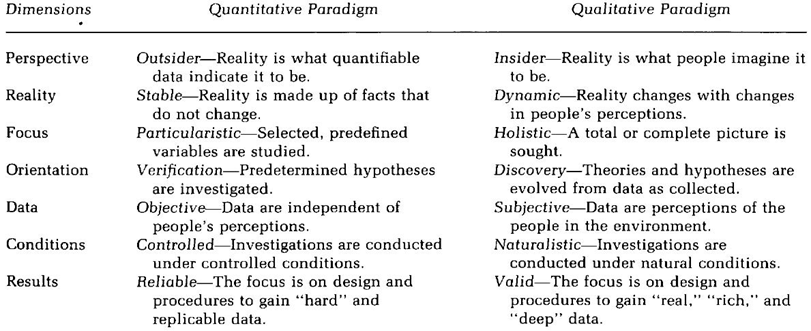 Dimensions Quantitative Paradigm Qualitative Paradigm
Perspective Outsider—Reality is what quantifiable Insider—Reality is what people imagine it
data indicate it to be. to be.
Reality Stable—Reality is made up of facts that Dynamic—Reality changes with changes
do not change. in people's perceptions.
Focus Particularistic—Selected, predefined Holistic—A total or complete picture is
variables are studied. sought.
Orientation Verification—Predetermined hypotheses Discovery—Theories and hypotheses are
are investigated. evolved from data as collected.
Data Objective—Data are independent of Subjective—Data are perceptions of the
people's perceptions. people in the environment.
Conditions Controlled—Investigations are conducted Naturalistic—Investigations are
under controlled conditions. conducted under natural conditions.
Results Reliable—The focus is on design and Valid—The focus is on design and
procedures to gain "hard" and procedures to gain "real," "rich," and
replicable data. "deep" data.